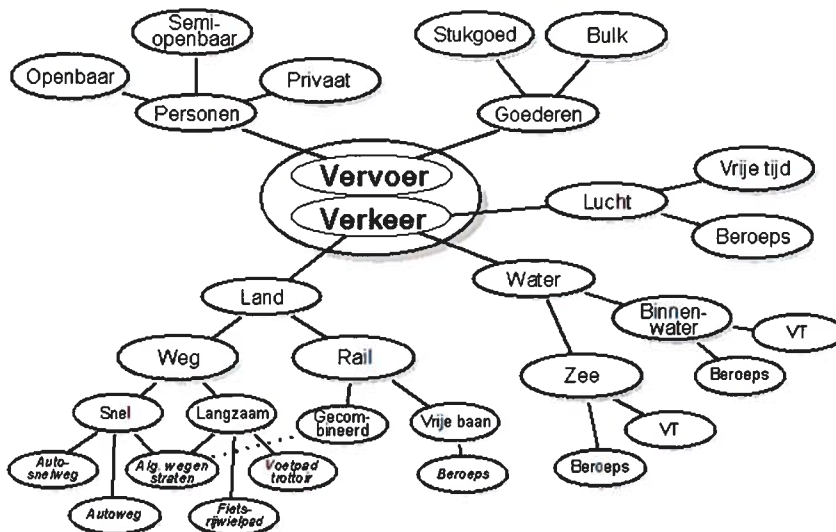 Semi-
openbaar
Openbaar
Privaat
Personen
Stukgoed
Bulk
Goederen
Vervoer
Verkeer
Lucht
Vrije tijd
Beroeps
Land
Water
Binnen-
water
VT
Beroeps
Weg
Rail
Zee
VT
Beroeps
Snel
Langzaam
Gecom-
bineerd
Vrije baan
Auto-
snelweg
Alg. wegen
straten
Voetpad
trottoir
Beroeps
Autoweg
Fiets-
rijwielpad